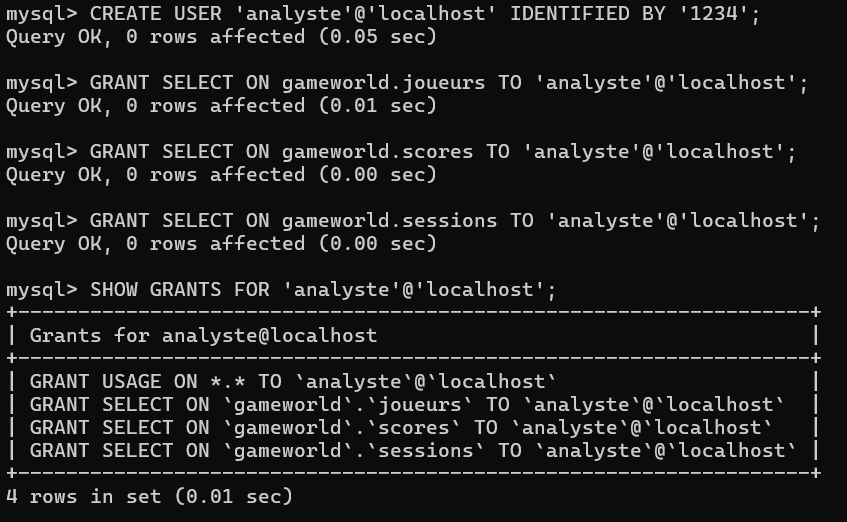 mysql> CREATE USER 'analyste'@'localhost' IDENTIFIED BY '1234';
Query OK, 0 rows affected (0.05 sec)
mysql> GRANT SELECT ON gameworld.joueurs TO 'analyste'@'localhost';
Query OK, 0 rows affected (0.01 sec)
mysql> GRANT SELECT ON gameworld.scores TO 'analyste'@'localhost';
Query OK, 0 rows affected (0.00 sec)
mysql> GRANT SELECT ON gameworld.sessions TO 'analyste'@'localhost';
Query OK, 0 rows affected (0.00 sec)
mysql> SHOW GRANTS FOR 'analyste'@'localhost';
+------------------------------------------------------------------+
| Grants for analyste@localhost                                    |
+------------------------------------------------------------------+
| GRANT USAGE ON *.* TO `analyste`@`localhost`                     |
| GRANT SELECT ON `gameworld`.`joueurs` TO `analyste`@`localhost`  |
| GRANT SELECT ON `gameworld`.`scores` TO `analyste`@`localhost`   |
| GRANT SELECT ON `gameworld`.`sessions` TO `analyste`@`localhost` |
+------------------------------------------------------------------+
4 rows in set (0.01 sec)